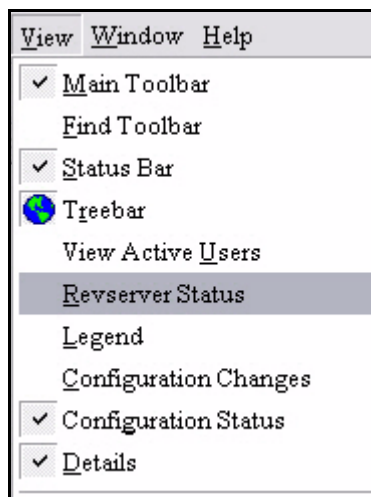 View Window Help
Main Toolbar
Find Toolbar
Status Bar
Treebar
View Active Users
Revserver Status
Legend
Configuration Changes
Configuration Status
Details